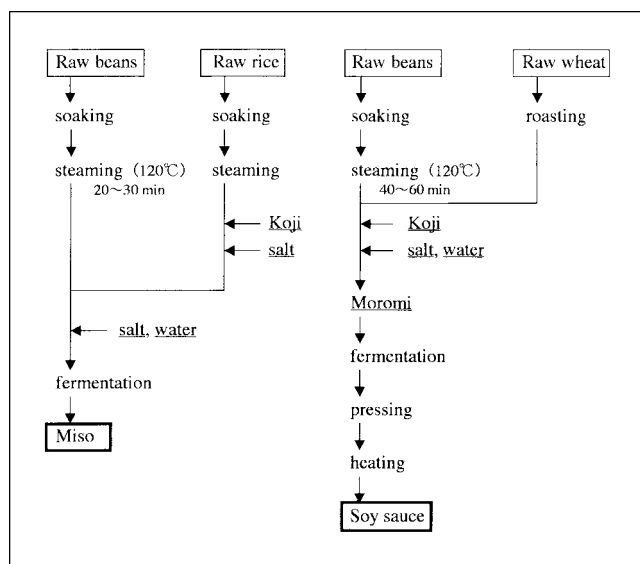 Raw beans
Raw rice
Raw beans
Raw wheat
soaking
soaking
soaking
roasting
steaming (120℃)
20～30 min
steaming
steaming (120℃)
40～60 min
Koji
salt
Koji
salt, water
Moromi
salt, water
fermentation
fermentation
pressing
Miso
heating
Soy sauce